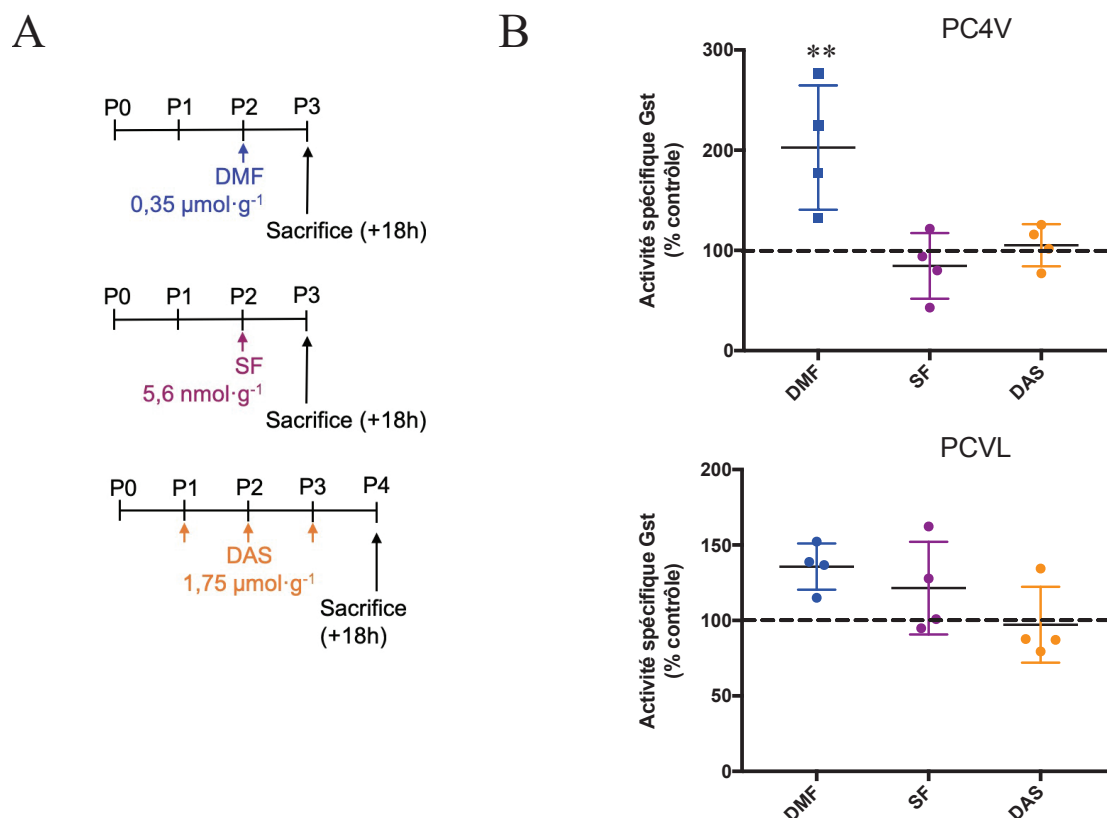 A
P0 P1 P2 P3
DMF
0,35 µmol·g⁻¹
Sacrifice (+18h)
P0 P1 P2 P3
SF
5,6 nmol·g⁻¹
Sacrifice (+18h)
P0 P1 P2 P3 P4
DAS
1,75 µmol·g⁻¹
Sacrifice
(+18h)
B
PC4V
Activité spécifique Gst
(% contrôle)
300
200
100
0
**
DMF SF DAS
PCVL
Activité spécifique Gst
(% contrôle)
200
150
100
50
0
DMF SF DAS